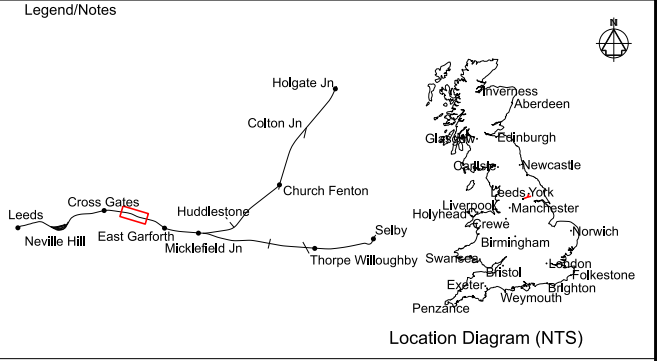 Legend/Notes
N
Holgate Jn
Colton Jn
Church Fenton
Cross Gates
Huddlestone
Leeds
Neville Hill
East Garforth
Micklefield Jn
Selby
Thorpe Willoughby
Inverness
Aberdeen
Glasgow
Edinburgh
Carlisle
Newcastle
Leeds York
Liverpool
Manchester
Holyhead
Crewe
Norwich
Birmingham
Swansea
London
Bristol
Folkestone
Exeter
Brighton
Weymouth
Penzance
Location Diagram (NTS)